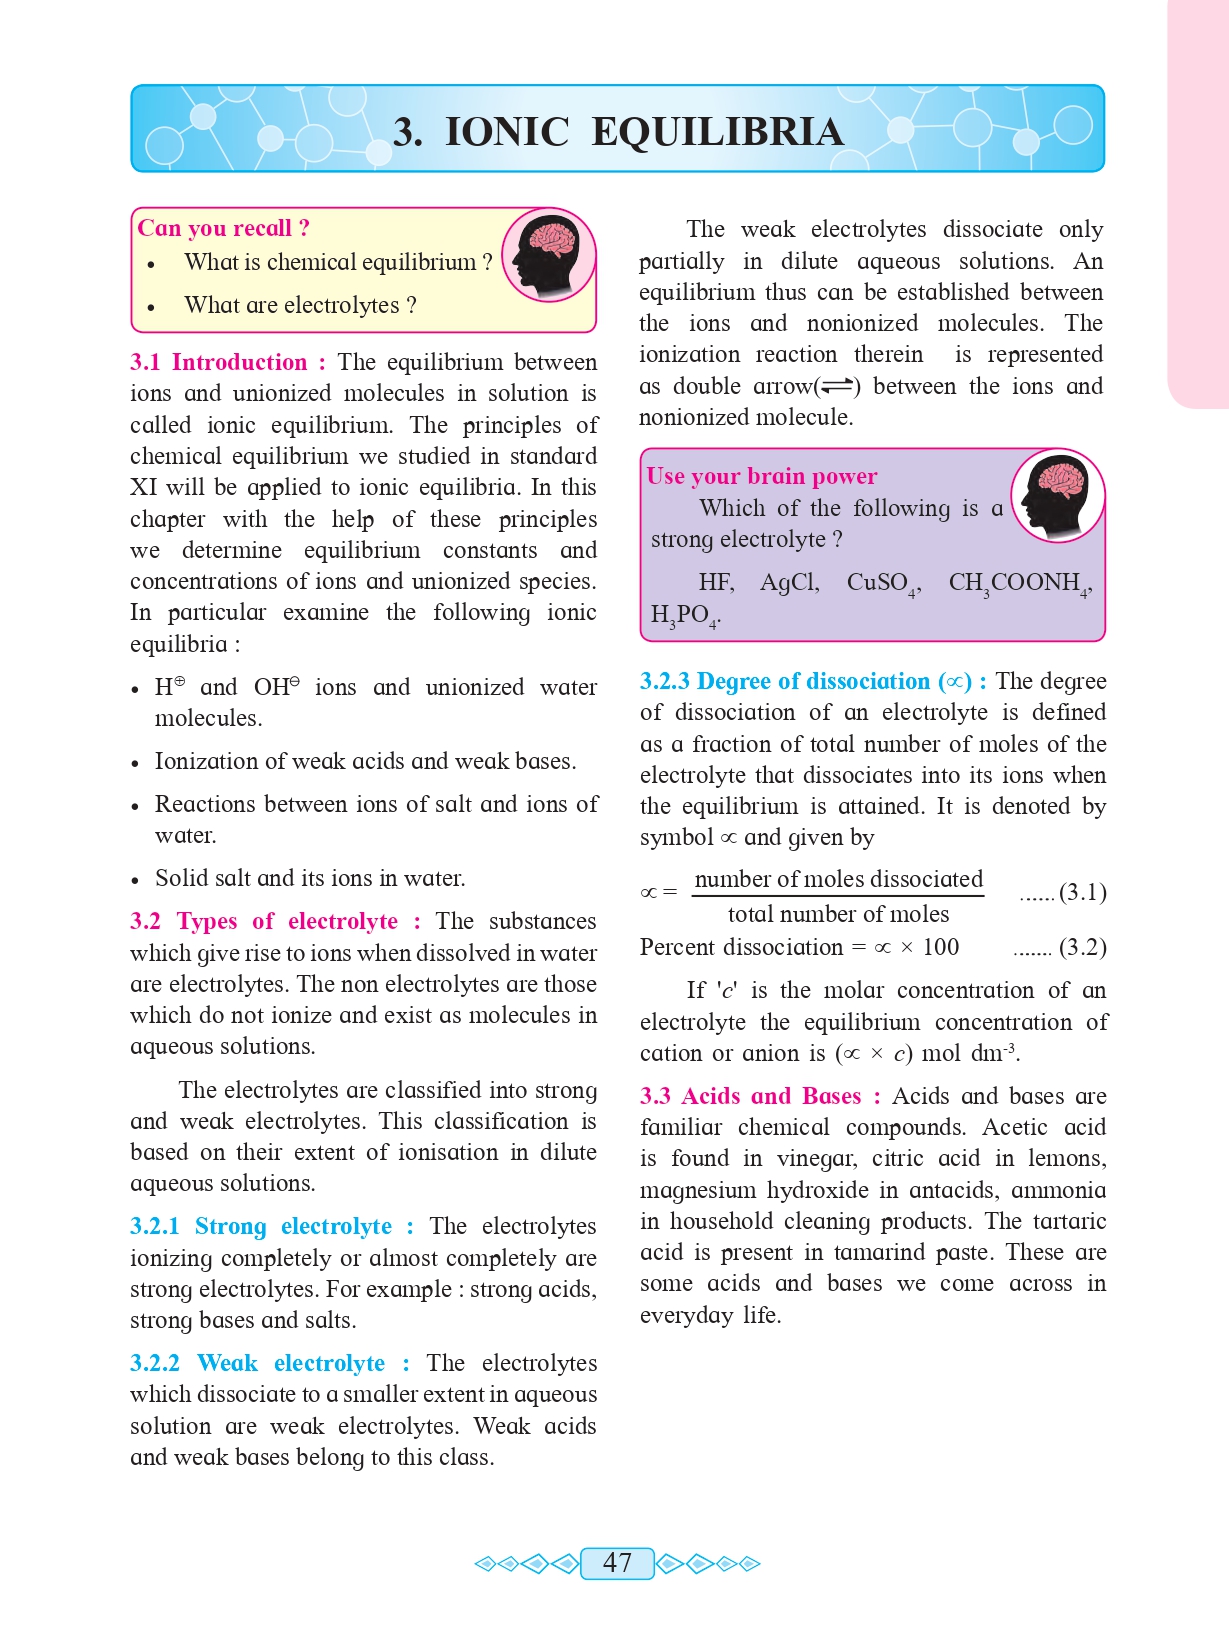 3. IONIC EQUILIBRIA
Can you recall ?
• What is chemical equilibrium ?
• What are electrolytes ?
3.1 Introduction : The equilibrium between
ions and unionized molecules in solution is
called ionic equilibrium. The principles of
chemical equilibrium we studied in standard
XI will be applied to ionic equilibria. In this
chapter with the help of these principles
we determine equilibrium constants and
concentrations of ions and unionized species.
In particular examine the following ionic
equilibria :
• H⊕ and OH⊖ ions and unionized water
molecules.
• Ionization of weak acids and weak bases.
• Reactions between ions of salt and ions of
water.
• Solid salt and its ions in water.
3.2 Types of electrolyte : The substances
which give rise to ions when dissolved in water
are electrolytes. The non electrolytes are those
which do not ionize and exist as molecules in
aqueous solutions.
The electrolytes are classified into strong
and weak electrolytes. This classification is
based on their extent of ionisation in dilute
aqueous solutions.
3.2.1 Strong electrolyte : The electrolytes
ionizing completely or almost completely are
strong electrolytes. For example : strong acids,
strong bases and salts.
3.2.2 Weak electrolyte : The electrolytes
which dissociate to a smaller extent in aqueous
solution are weak electrolytes. Weak acids
and weak bases belong to this class.
The weak electrolytes dissociate only
partially in dilute aqueous solutions. An
equilibrium thus can be established between
the ions and nonionized molecules. The
ionization reaction therein is represented
as double arrow(⇌) between the ions and
nonionized molecule.
Use your brain power
Which of the following is a
strong electrolyte ?
HF, AgCl, CuSO₄, CH₃COONH₄,
H₃PO₄.
3.2.3 Degree of dissociation (∝) : The degree
of dissociation of an electrolyte is defined
as a fraction of total number of moles of the
electrolyte that dissociates into its ions when
the equilibrium is attained. It is denoted by
symbol ∝ and given by
∝ = number of moles dissociated ...... (3.1)
total number of moles
Percent dissociation = ∝ × 100 ....... (3.2)
If 'c' is the molar concentration of an
electrolyte the equilibrium concentration of
cation or anion is (∝ × c) mol dm⁻³.
3.3 Acids and Bases : Acids and bases are
familiar chemical compounds. Acetic acid
is found in vinegar, citric acid in lemons,
magnesium hydroxide in antacids, ammonia
in household cleaning products. The tartaric
acid is present in tamarind paste. These are
some acids and bases we come across in
everyday life.
47